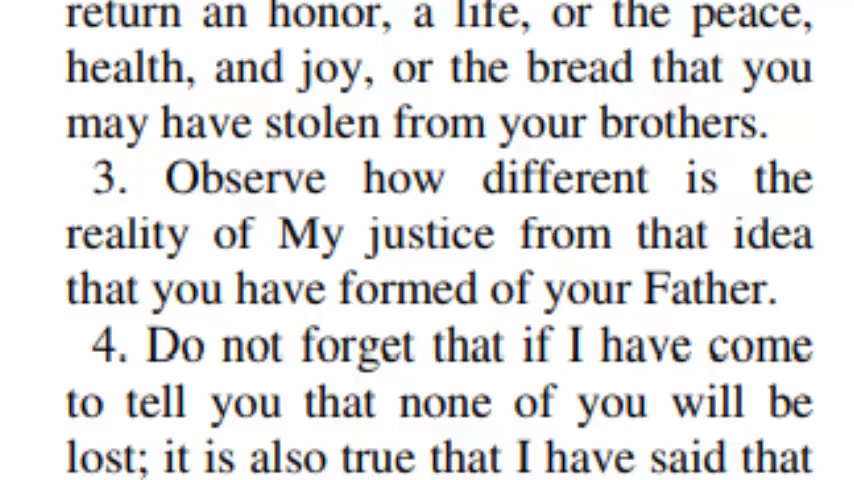 return an honor, a life, or the peace,
health, and joy, or the bread that you
may have stolen from your brothers.
3. Observe how different is the
reality of My justice from that idea
that you have formed of your Father.
4. Do not forget that if I have come
to tell you that none of you will be
lost; it is also true that I have said that